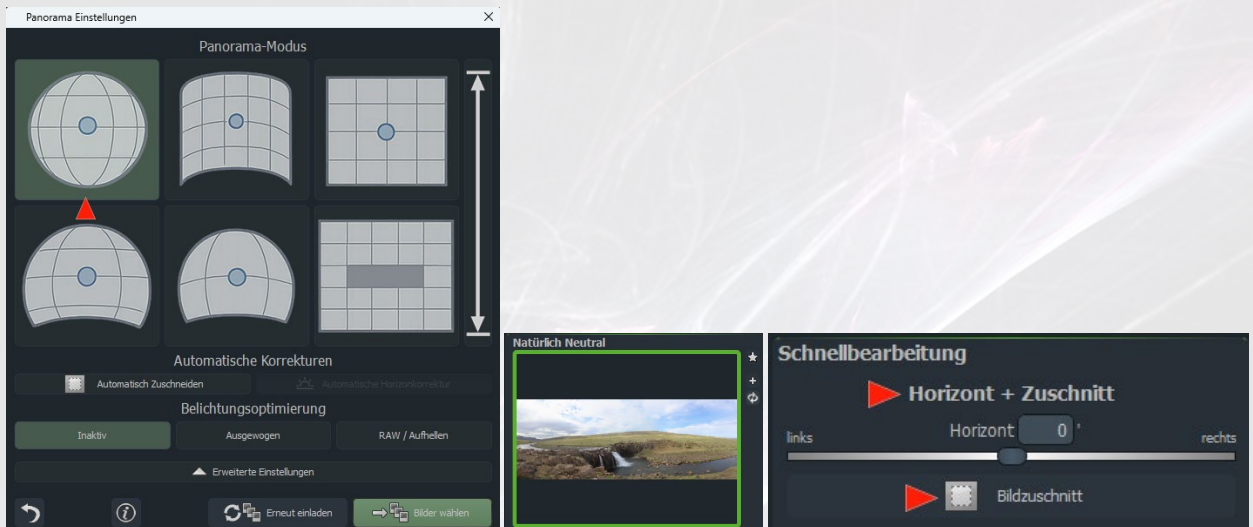 Panorama Einstellungen
Panorama-Modus
Automatische Korrekturen
Automatisch Zuschneiden
Automatische Horizonkorrektur
Belichtungsoptimierung
Inaktiv
Ausgewogen
RAW / Aufhellen
Erweiterte Einstellungen
Erneut einladen
Bilder wählen
Natürlich Neutral
Schnellbearbeitung
Horizont + Zuschnitt
Horizont 0 °
links
rechts
Bildzuschnitt